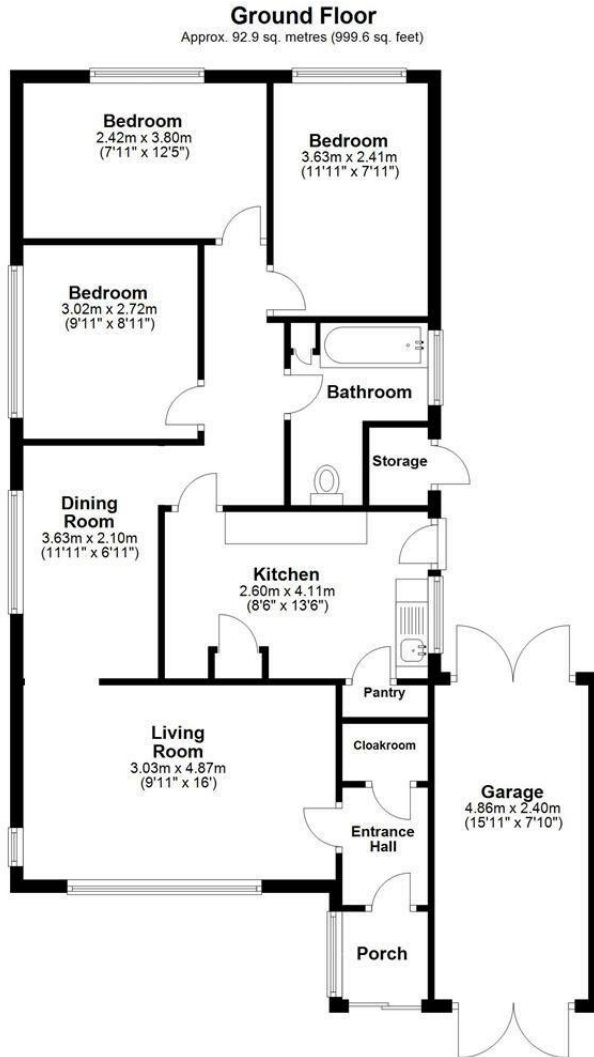 Ground Floor
Approx. 92.9 sq. metres (999.6 sq. feet)
Bedroom
2.42m x 3.80m
(7'11" x 12'5")
Bedroom
3.63m x 2.41m
(11'11" x 7'11")
Bedroom
3.02m x 2.72m
(9'11" x 8'11")
Bathroom
Storage
Dining
Room
3.63m x 2.10m
(11'11" x 6'11")
Kitchen
2.60m x 4.11m
(8'6" x 13'6")
Pantry
Living
Room
3.03m x 4.87m
(9'11" x 16')
Cloakroom
Entrance
Hall
Garage
4.86m x 2.40m
(15'11" x 7'10")
Porch